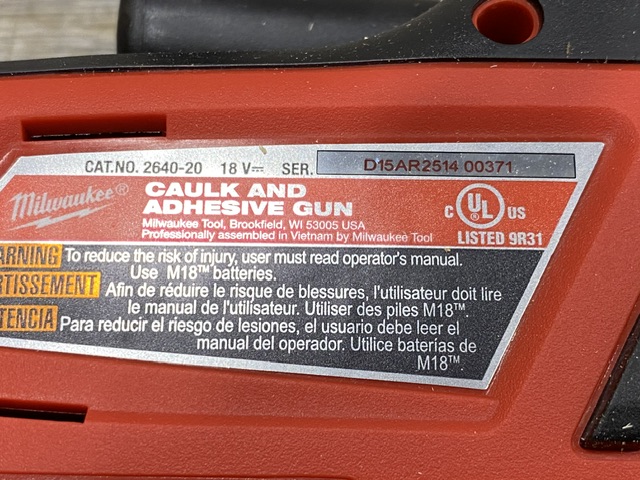 CAT.NO. 2640-20 18 V⎓ SER. D15AR2514 00371
Milwaukee®
CAULK AND
ADHESIVE GUN
Milwaukee Tool, Brookfield, WI 53005 USA
Professionally assembled in Vietnam by Milwaukee Tool
C UL US
LISTED 9R31
To reduce the risk of injury, user must read operator's manual.
Use M18™ batteries.
Afin de réduire le risque de blessures, l'utilisateur doit lire
le manuel de l'utilisateur. Utiliser des piles M18™.
Para reducir el riesgo de lesiones, el usuario debe leer el
manual del operador. Utilice baterías de
M18™.